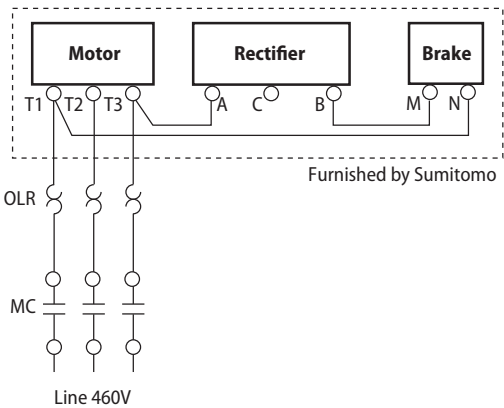 Motor Rectifier Brake
T1 T2 T3 A C B M N
Furnished by Sumitomo
OLR
MC
Line 460V